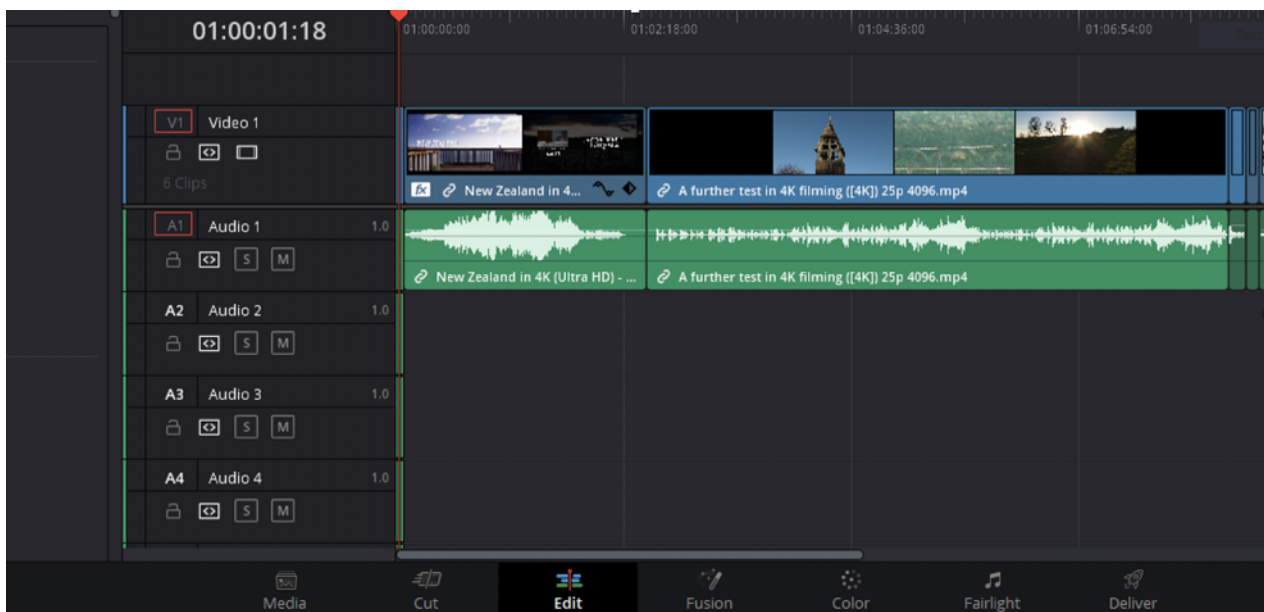 01:00:01:18
01:00:00:00 01:02:18:00 01:04:36:00 01:06:54:00
V1 Video 1
6 Clips
fx New Zealand in 4...
A further test in 4K filming ([4K]) 25p 4096.mp4
A1 Audio 1 1.0
S M
New Zealand in 4K (Ultra HD) - ...
A further test in 4K filming ([4K]) 25p 4096.mp4
A2 Audio 2 1.0
S M
A3 Audio 3 1.0
S M
A4 Audio 4 1.0
S M
Media Cut Edit Fusion Color Fairlight Deliver